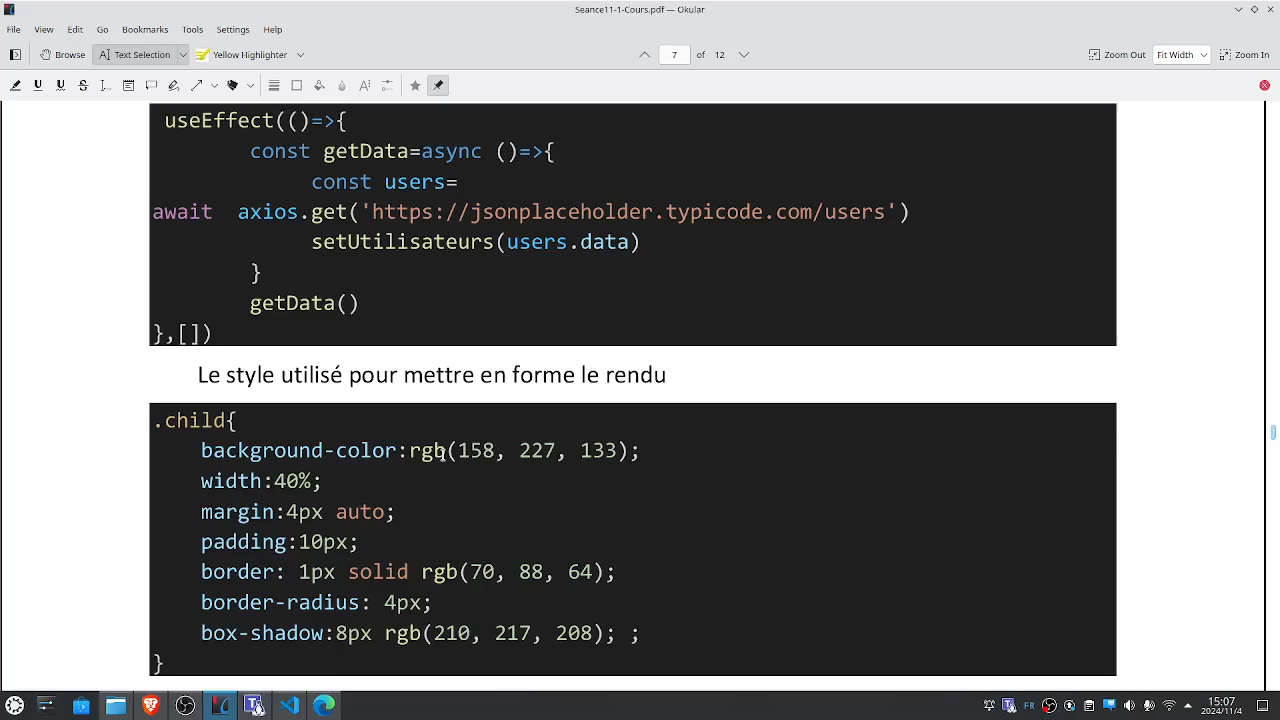 Seance11-1-Cours.pdf — Okular
File View Edit Go Bookmarks Tools Settings Help
Browse Text Selection Yellow Highlighter 7 of 12 Zoom Out Fit Width Zoom In
useEffect(()=>{
const getData=async ()=>{
const users=
await axios.get('https://jsonplaceholder.typicode.com/users')
setUtilisateurs(users.data)
}
getData()
},[])
Le style utilisé pour mettre en forme le rendu
.child{
background-color:rgb(158, 227, 133);
width:40%;
margin:4px auto;
padding:10px;
border: 1px solid rgb(70, 88, 64);
border-radius: 4px;
box-shadow:8px rgb(210, 217, 208); ;
}
FR 15:07
2024/11/4